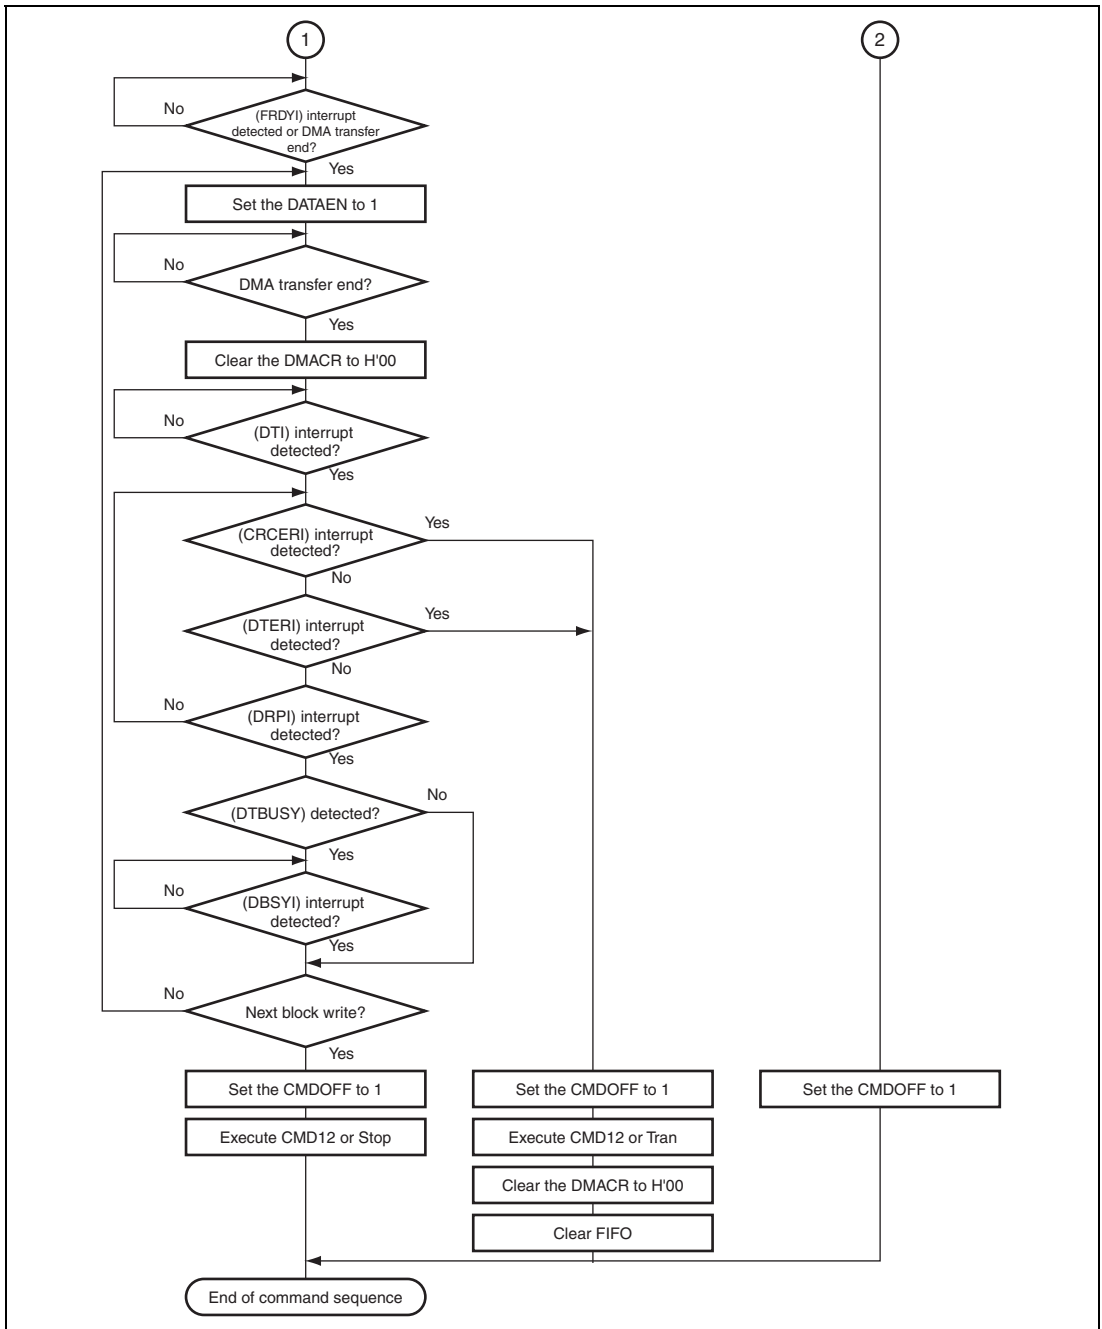 1
2
No
(FRDYI) interrupt
detected or DMA transfer
end?
Yes
Set the DATAEN to 1
No
DMA transfer end?
Yes
Clear the DMACR to H'00
No
(DTI) interrupt
detected?
Yes
(CRCERI) interrupt
detected?
Yes
No
(DTERI) interrupt
detected?
Yes
No
No
(DRPI) interrupt
detected?
Yes
(DTBUSY) detected?
No
Yes
No
(DBSYI) interrupt
detected?
Yes
No
Next block write?
Yes
Set the CMDOFF to 1
Set the CMDOFF to 1
Set the CMDOFF to 1
Execute CMD12 or Stop
Execute CMD12 or Tran
Clear the DMACR to H'00
Clear FIFO
End of command sequence